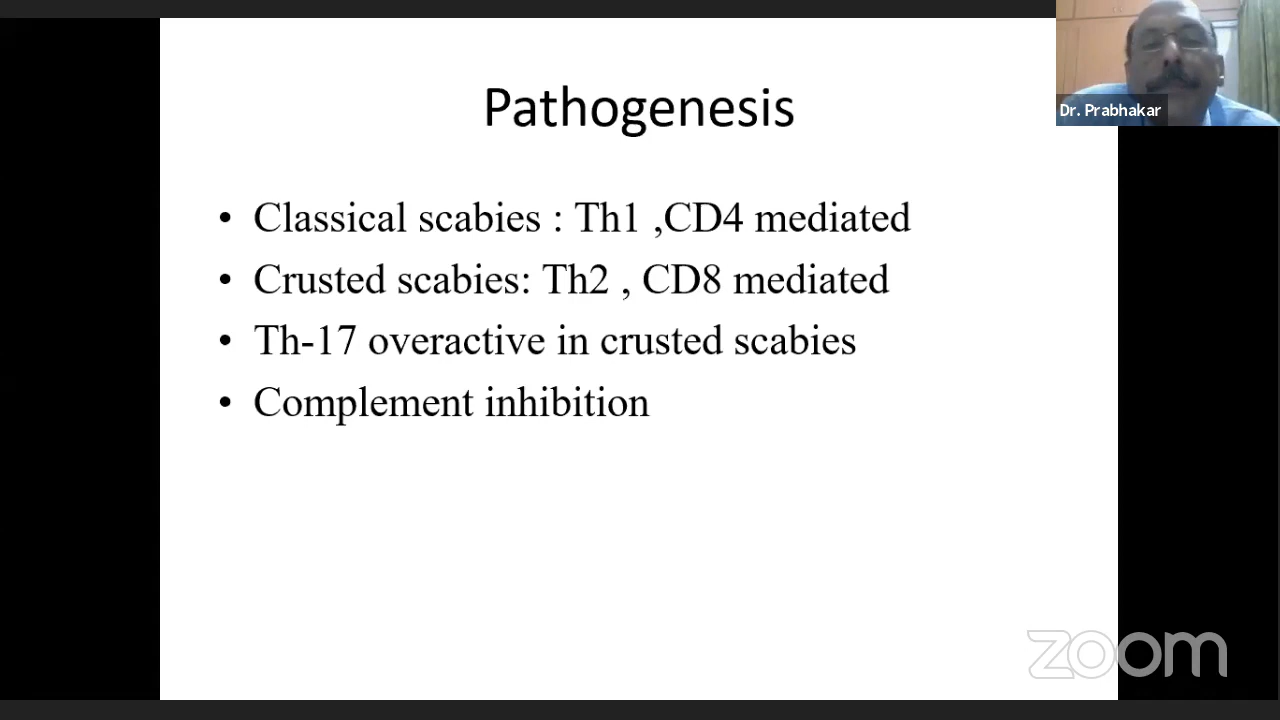 Pathogenesis
Dr. Prabhakar
• Classical scabies : Th1 ,CD4 mediated
• Crusted scabies: Th2 , CD8 mediated
• Th-17 overactive in crusted scabies
• Complement inhibition
zoom